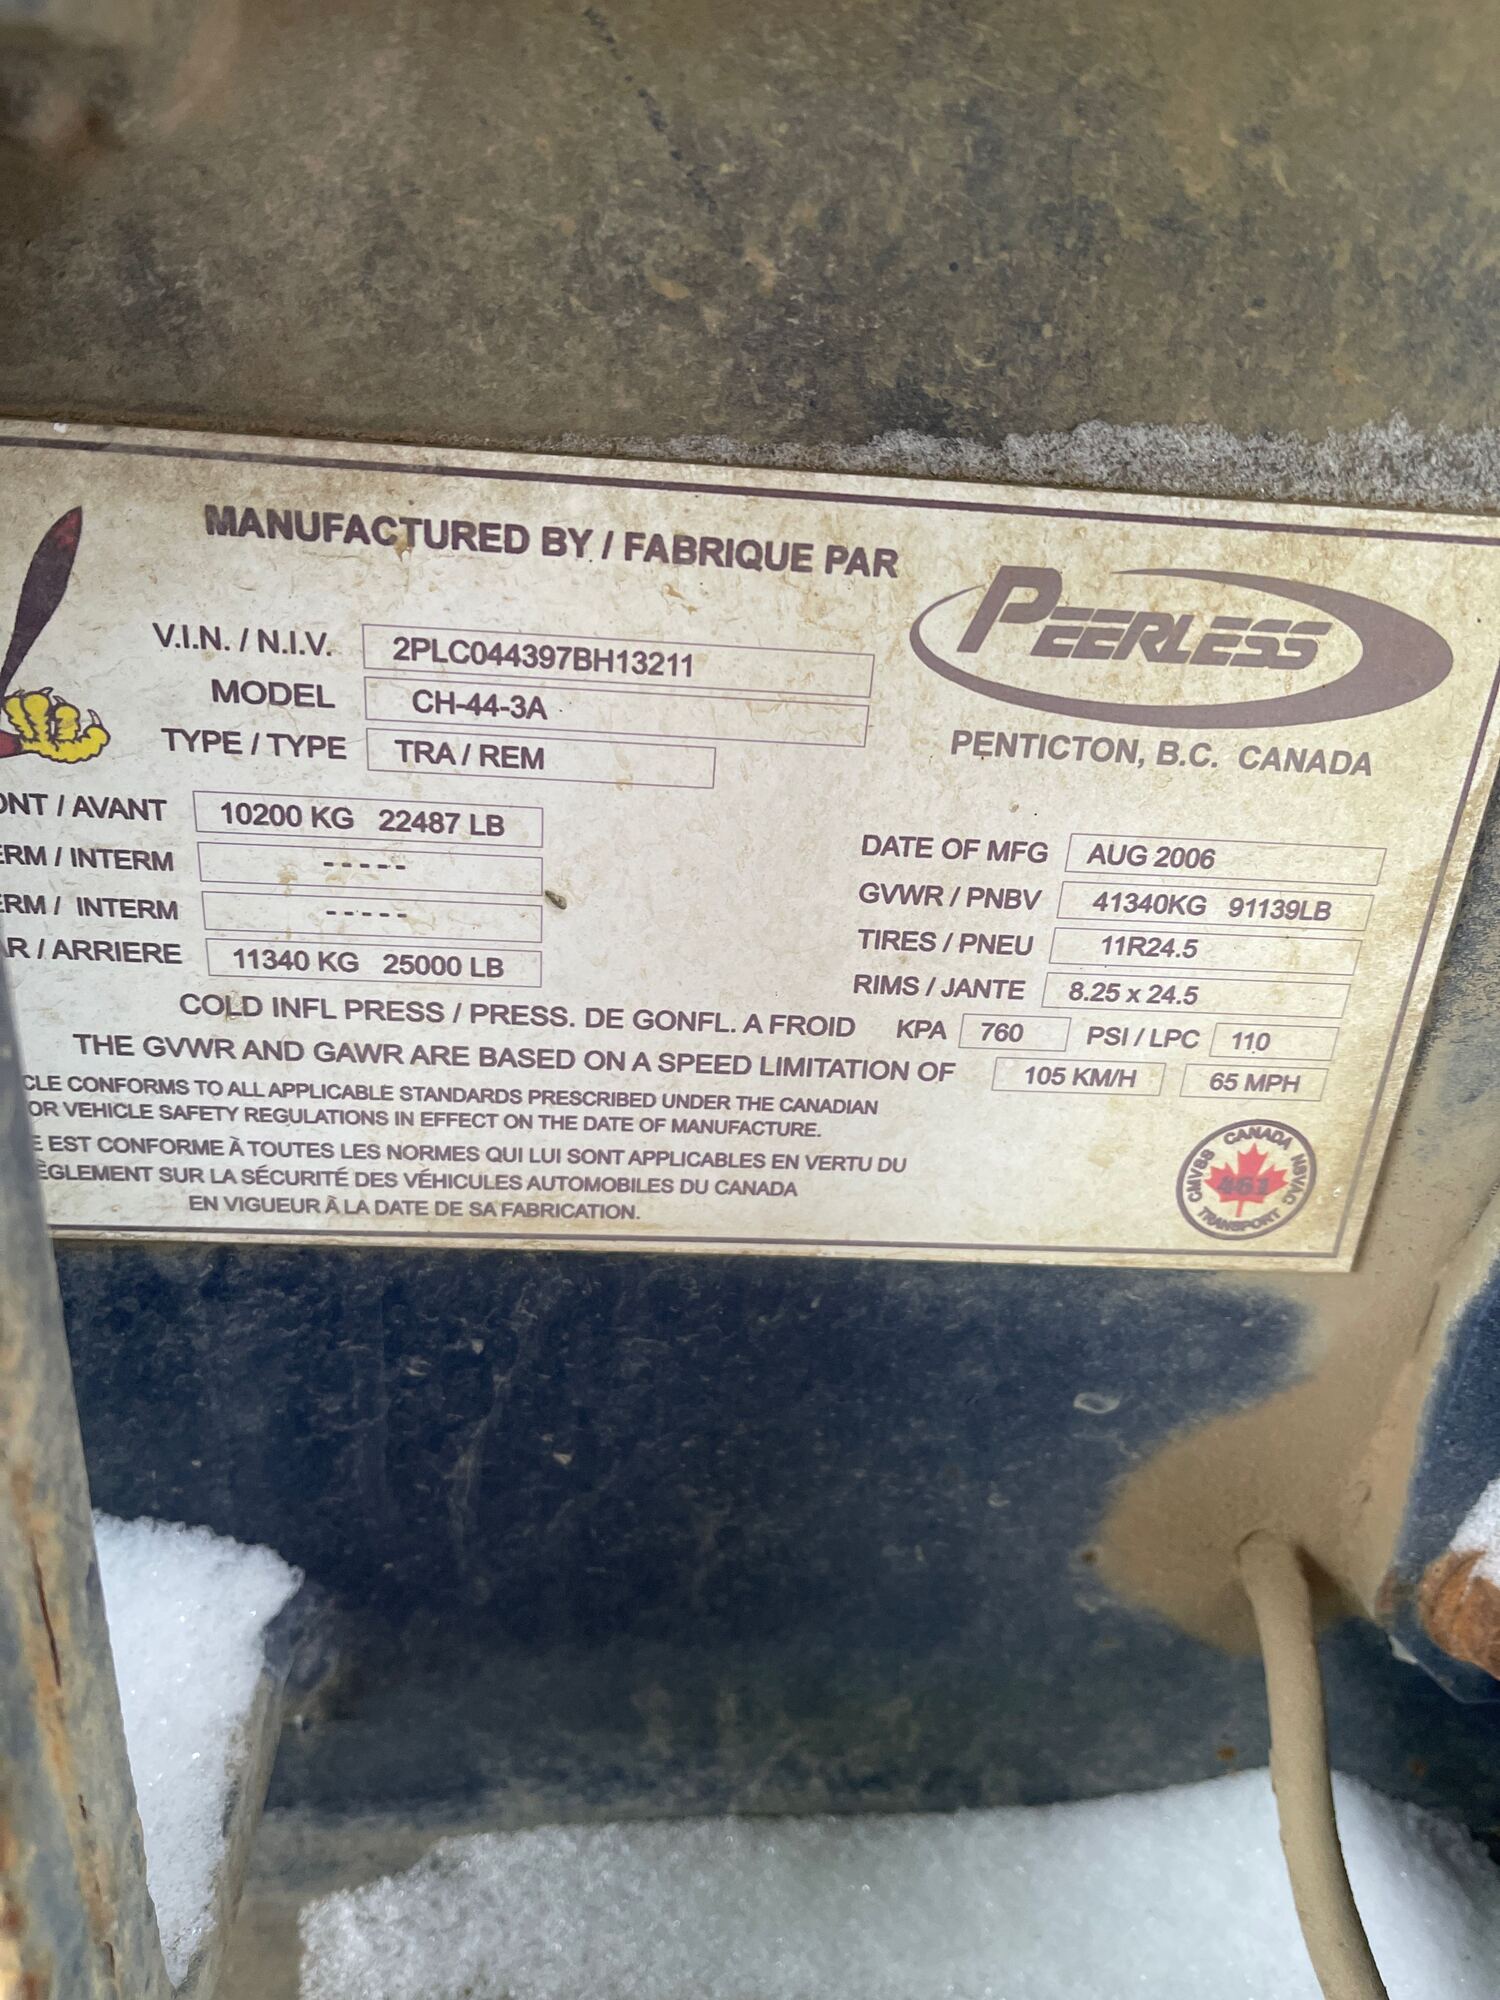 MANUFACTURED BY / FABRIQUE PAR
PEERLESS
PENTICTON, B.C. CANADA
V.I.N. / N.I.V. 2PLC044397BH13211
MODEL CH-44-3A
TYPE / TYPE TRA / REM
ONT / AVANT 10200 KG 22487 LB
ERM / INTERM -----
ERM / INTERM -----
AR / ARRIERE 11340 KG 25000 LB
DATE OF MFG AUG 2006
GVWR / PNBV 41340KG 91139LB
TIRES / PNEU 11R24.5
RIMS / JANTE 8.25 x 24.5
COLD INFL PRESS / PRESS. DE GONFL. A FROID KPA 760 PSI / LPC 110
THE GVWR AND GAWR ARE BASED ON A SPEED LIMITATION OF 105 KM/H 65 MPH
CLE CONFORMS TO ALL APPLICABLE STANDARDS PRESCRIBED UNDER THE CANADIAN
OR VEHICLE SAFETY REGULATIONS IN EFFECT ON THE DATE OF MANUFACTURE.
E EST CONFORME À TOUTES LES NORMES QUI LUI SONT APPLICABLES EN VERTU DU
ÈGLEMENT SUR LA SÉCURITÉ DES VÉHICULES AUTOMOBILES DU CANADA
EN VIGUEUR À LA DATE DE SA FABRICATION.
CANADA
CMVSS 461 NSVAC
TRANSPORT